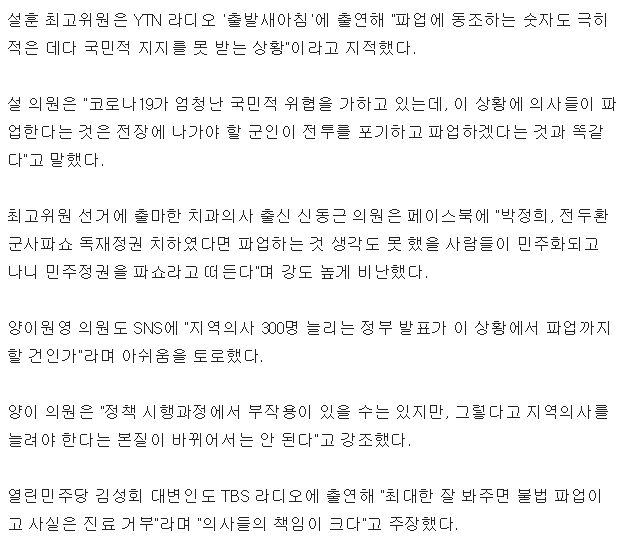 설훈 최고위원은 YTN 라디오 '출발새아침'에 출연해 "파업에 동조하는 숫자도 극히
적은 데다 국민적 지지를 못 받는 상황"이라고 지적했다.
설 의원은 "코로나19가 엄청난 국민적 위협을 가하고 있는데, 이 상황에 의사들이 파
업한다는 것은 전장에 나가야 할 군인이 전투를 포기하고 파업하겠다는 것과 똑같
다"고 말했다.
최고위원 선거에 출마한 치과의사 출신 신동근 의원은 페이스북에 "박정희, 전두환
군사파쇼 독재정권 치하였다면 파업하는 것 생각도 못 했을 사람들이 민주화되고
나니 민주정권을 파쇼라고 떠든다"며 강도 높게 비난했다.
양이원영 의원도 SNS에 "지역의사 300명 늘리는 정부 발표가 이 상황에서 파업까지
할 건인가"라며 아쉬움을 토로했다.
양이 의원은 "정책 시행과정에서 부작용이 있을 수는 있지만, 그렇다고 지역의사를
늘려야 한다는 본질이 바뀌어서는 안 된다"고 강조했다.
열린민주당 김성회 대변인도 TBS 라디오에 출연해 "최대한 잘 봐주면 불법 파업이
고 사실은 진료 거부"라며 "의사들의 책임이 크다"고 주장했다.